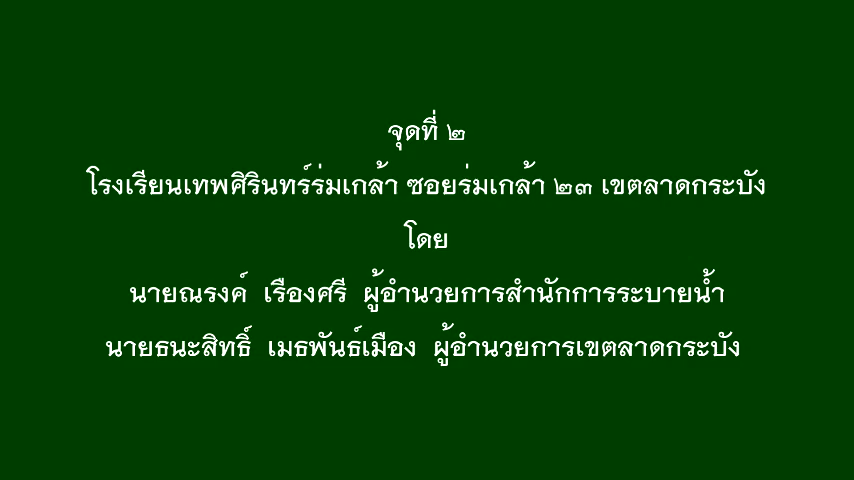 จุดที่ ๒
โรงเรียนเทพศิรินทร์ร่มเกล้า ซอยร่มเกล้า ๒๓ เขตลาดกระบัง
โดย
นายณรงค์  เรืองศรี  ผู้อำนวยการสำนักการระบายน้ำ
นายธนะสิทธิ์  เมธพันธ์เมือง  ผู้อำนวยการเขตลาดกระบัง